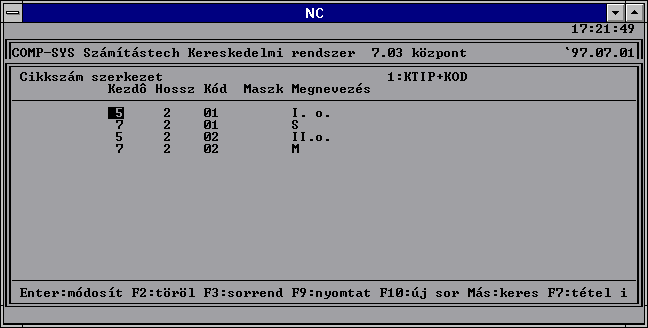 NC
17:21:49
COMP-SYS Számítástech Kereskedelmi rendszer 7.03 központ `97.07.01
Cikkszám szerkezet 1:KTIP+KOD
Kezdô Hossz Kód Maszk Megnevezés
5 2 01 I. o.
7 2 01 S
5 2 02 II.o.
7 2 02 M
Enter:módosít F2:töröl F3:sorrend F9:nyomtat F10:új sor Más:keres F7:tétel i